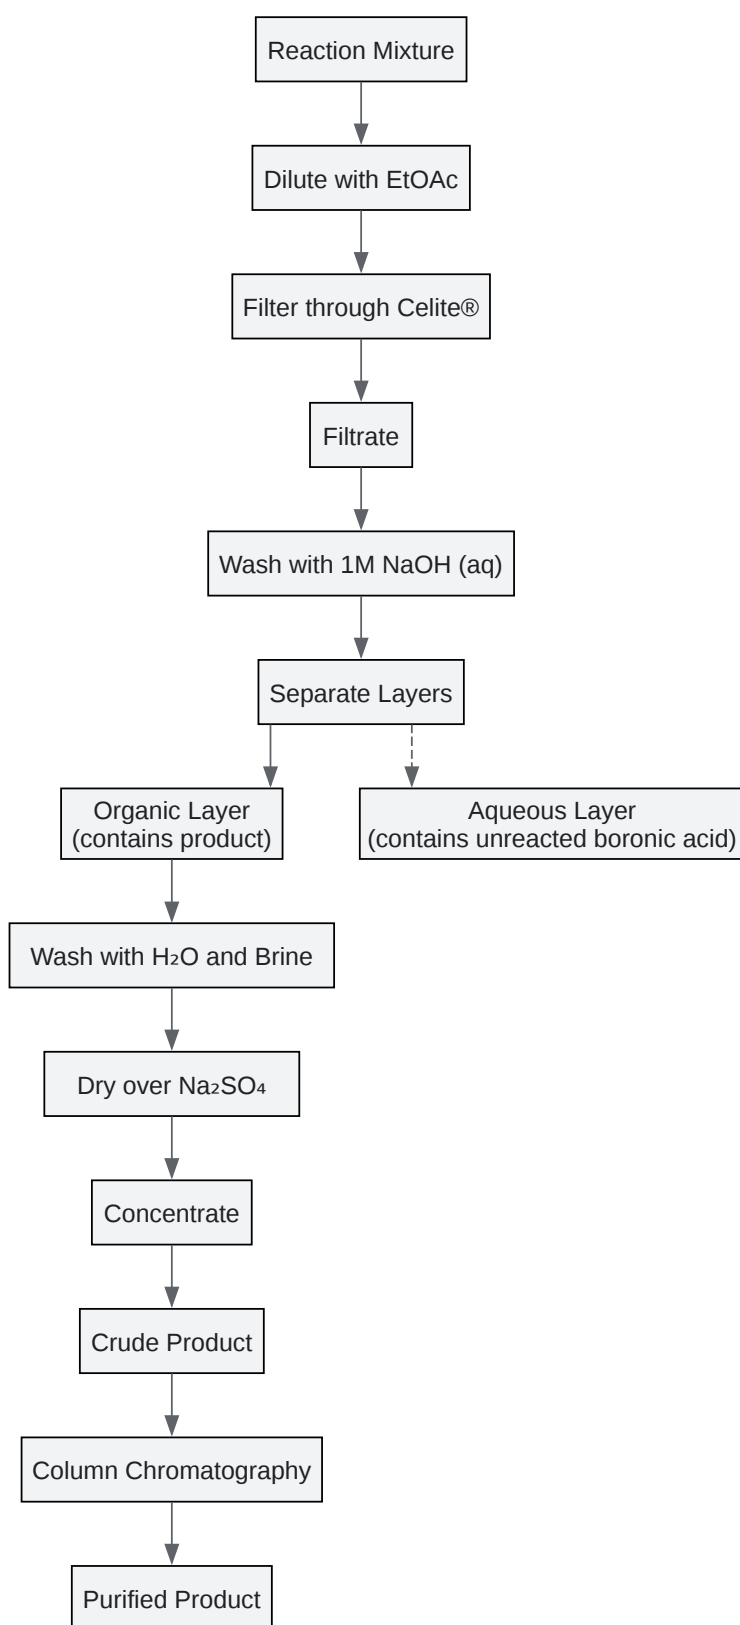 Reaction Mixture
Dilute with EtOAc
Filter through Celite®
Filtrate
Wash with 1M NaOH (aq)
Separate Layers
Organic Layer
(contains product)
Aqueous Layer
(contains unreacted boronic acid)
Wash with H₂O and Brine
Dry over Na₂SO₄
Concentrate
Crude Product
Column Chromatography
Purified Product